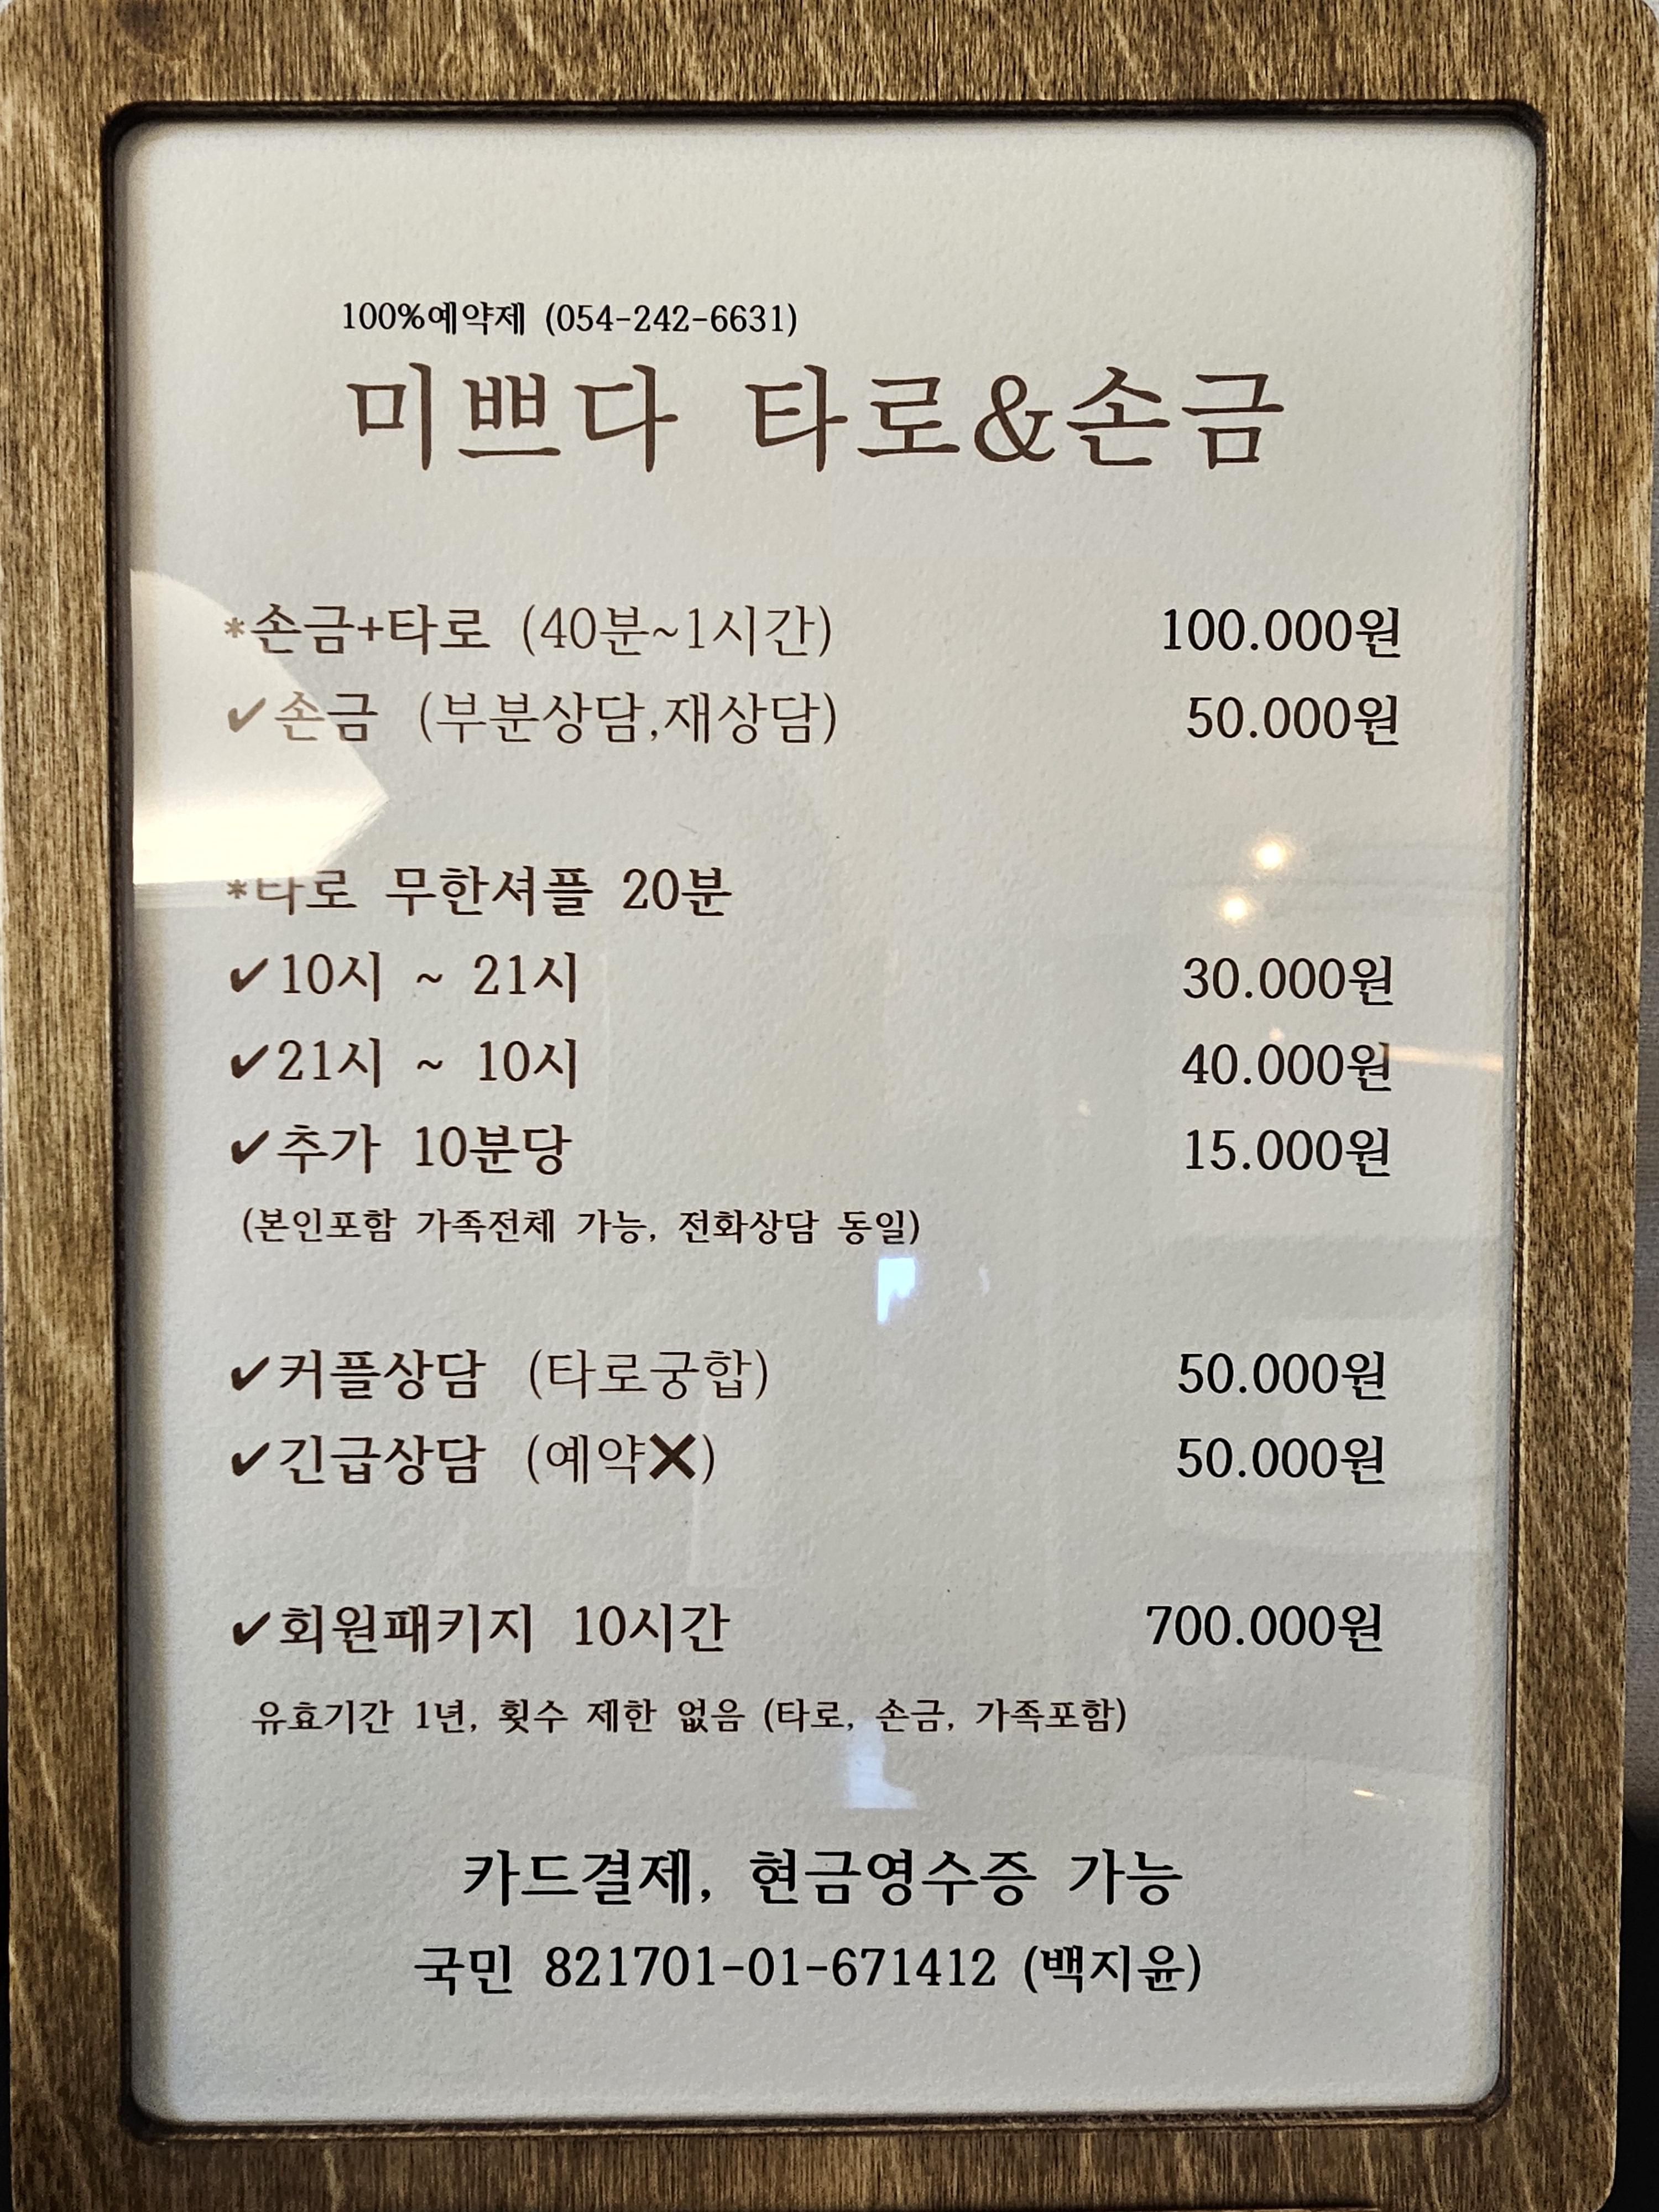 100%예약제 (054-242-6631)
미쁘다 타로&손금
*손금+타로 (40분~1시간) 100.000원
✔손금 (부분상담,재상담) 50.000원
*타로 무한셔플 20분
✔10시 ~ 21시 30.000원
✔21시 ~ 10시 40.000원
✔추가 10분당 15.000원
(본인포함 가족전체 가능, 전화상담 동일)
✔커플상담 (타로궁합) 50.000원
✔긴급상담 (예약❌) 50.000원
✔회원패키지 10시간 700.000원
유효기간 1년, 횟수 제한 없음 (타로, 손금, 가족포함)
카드결제, 현금영수증 가능
국민 821701-01-671412 (백지윤)